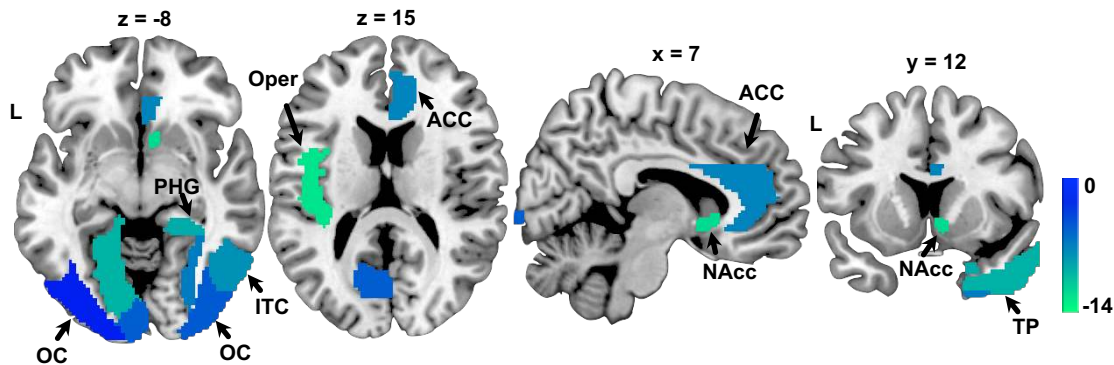 z = -8
z = 15
x = 7
y = 12
Oper
ACC
L
ACC
L
PHG
0
NAcc
NAcc
ITC
-14
OC
OC
TP